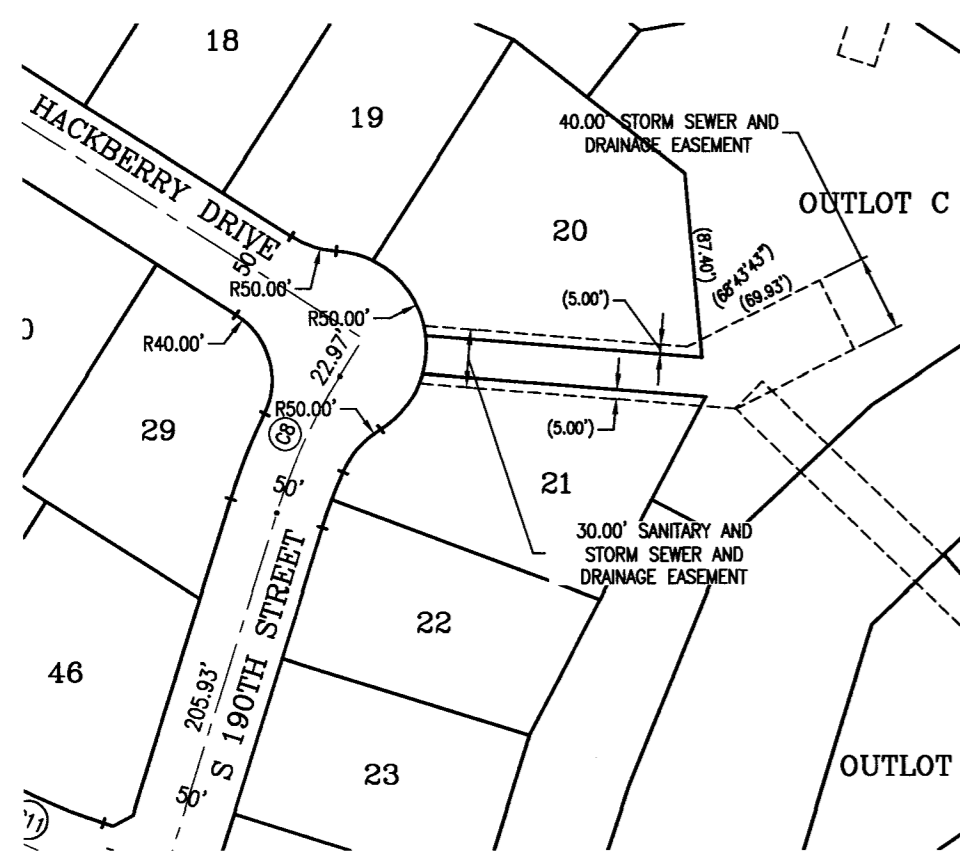 18
19
HACKBERRY DRIVE
50'
40.00' STORM SEWER AND
DRAINAGE EASEMENT
OUTLOT C
20
(87.40')
(68°43'43")
(69.93')
(5.00')
R50.00'
R50.00'
R40.00'
22.97'
R50.00'
C8
29
(5.00')
21
50'
30.00' SANITARY AND
STORM SEWER AND
DRAINAGE EASEMENT
22
46
205.93'
S 190TH STREET
50'
23
OUTLOT